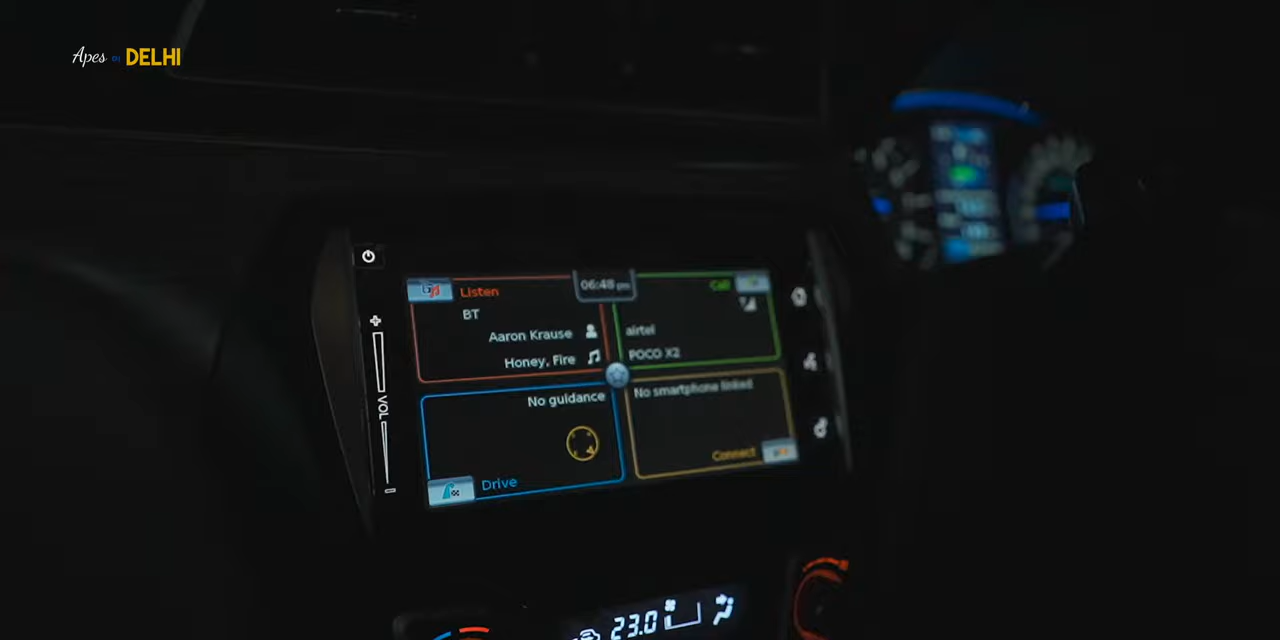 Apes OF DELHI
06:48 pm
Listen
BT
Aaron Krause
Honey, Fire
Call
airtel
POCO X2
No guidance
Drive
No smartphone linked
Connect
+
VOL
-
23.0